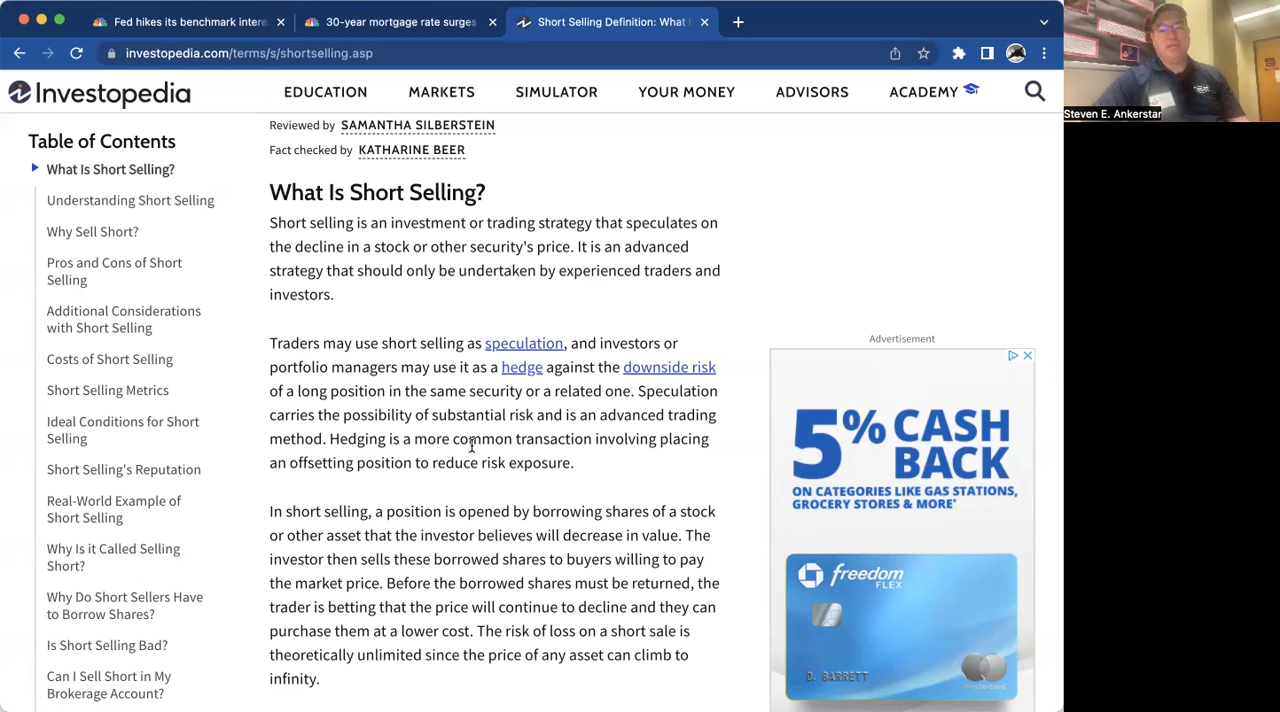 Fed hikes its benchmark intere
30-year mortgage rate surges
Short Selling Definition: What I
investopedia.com/terms/s/shortselling.asp
Investopedia
EDUCATION
MARKETS
SIMULATOR
YOUR MONEY
ADVISORS
ACADEMY
Steven E. Ankerstar
Table of Contents
What Is Short Selling?
Understanding Short Selling
Why Sell Short?
Pros and Cons of Short
Selling
Additional Considerations
with Short Selling
Costs of Short Selling
Short Selling Metrics
Ideal Conditions for Short
Selling
Short Selling's Reputation
Real-World Example of
Short Selling
Why Is it Called Selling
Short?
Why Do Short Sellers Have
to Borrow Shares?
Is Short Selling Bad?
Can I Sell Short in My
Brokerage Account?
Reviewed by SAMANTHA SILBERSTEIN
Fact checked by KATHARINE BEER
What Is Short Selling?
Short selling is an investment or trading strategy that speculates on
the decline in a stock or other security's price. It is an advanced
strategy that should only be undertaken by experienced traders and
investors.
Traders may use short selling as speculation, and investors or
portfolio managers may use it as a hedge against the downside risk
of a long position in the same security or a related one. Speculation
carries the possibility of substantial risk and is an advanced trading
method. Hedging is a more common transaction involving placing
an offsetting position to reduce risk exposure.
In short selling, a position is opened by borrowing shares of a stock
or other asset that the investor believes will decrease in value. The
investor then sells these borrowed shares to buyers willing to pay
the market price. Before the borrowed shares must be returned, the
trader is betting that the price will continue to decline and they can
purchase them at a lower cost. The risk of loss on a short sale is
theoretically unlimited since the price of any asset can climb to
infinity.
Advertisement
5% CASH
BACK
ON CATEGORIES LIKE GAS STATIONS,
GROCERY STORES & MORE*
freedom
FLEX
D. BARRETT